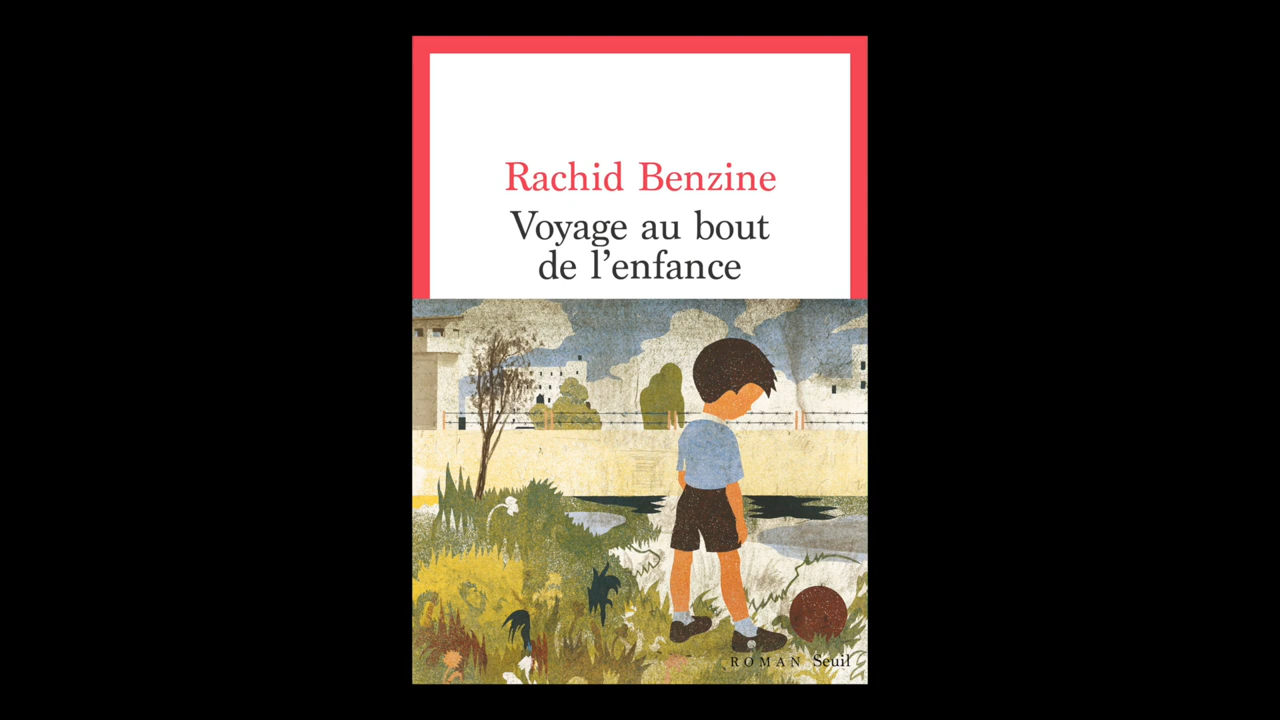 Rachid Benzine
Voyage au bout
de l’enfance
ROMAN Seuil